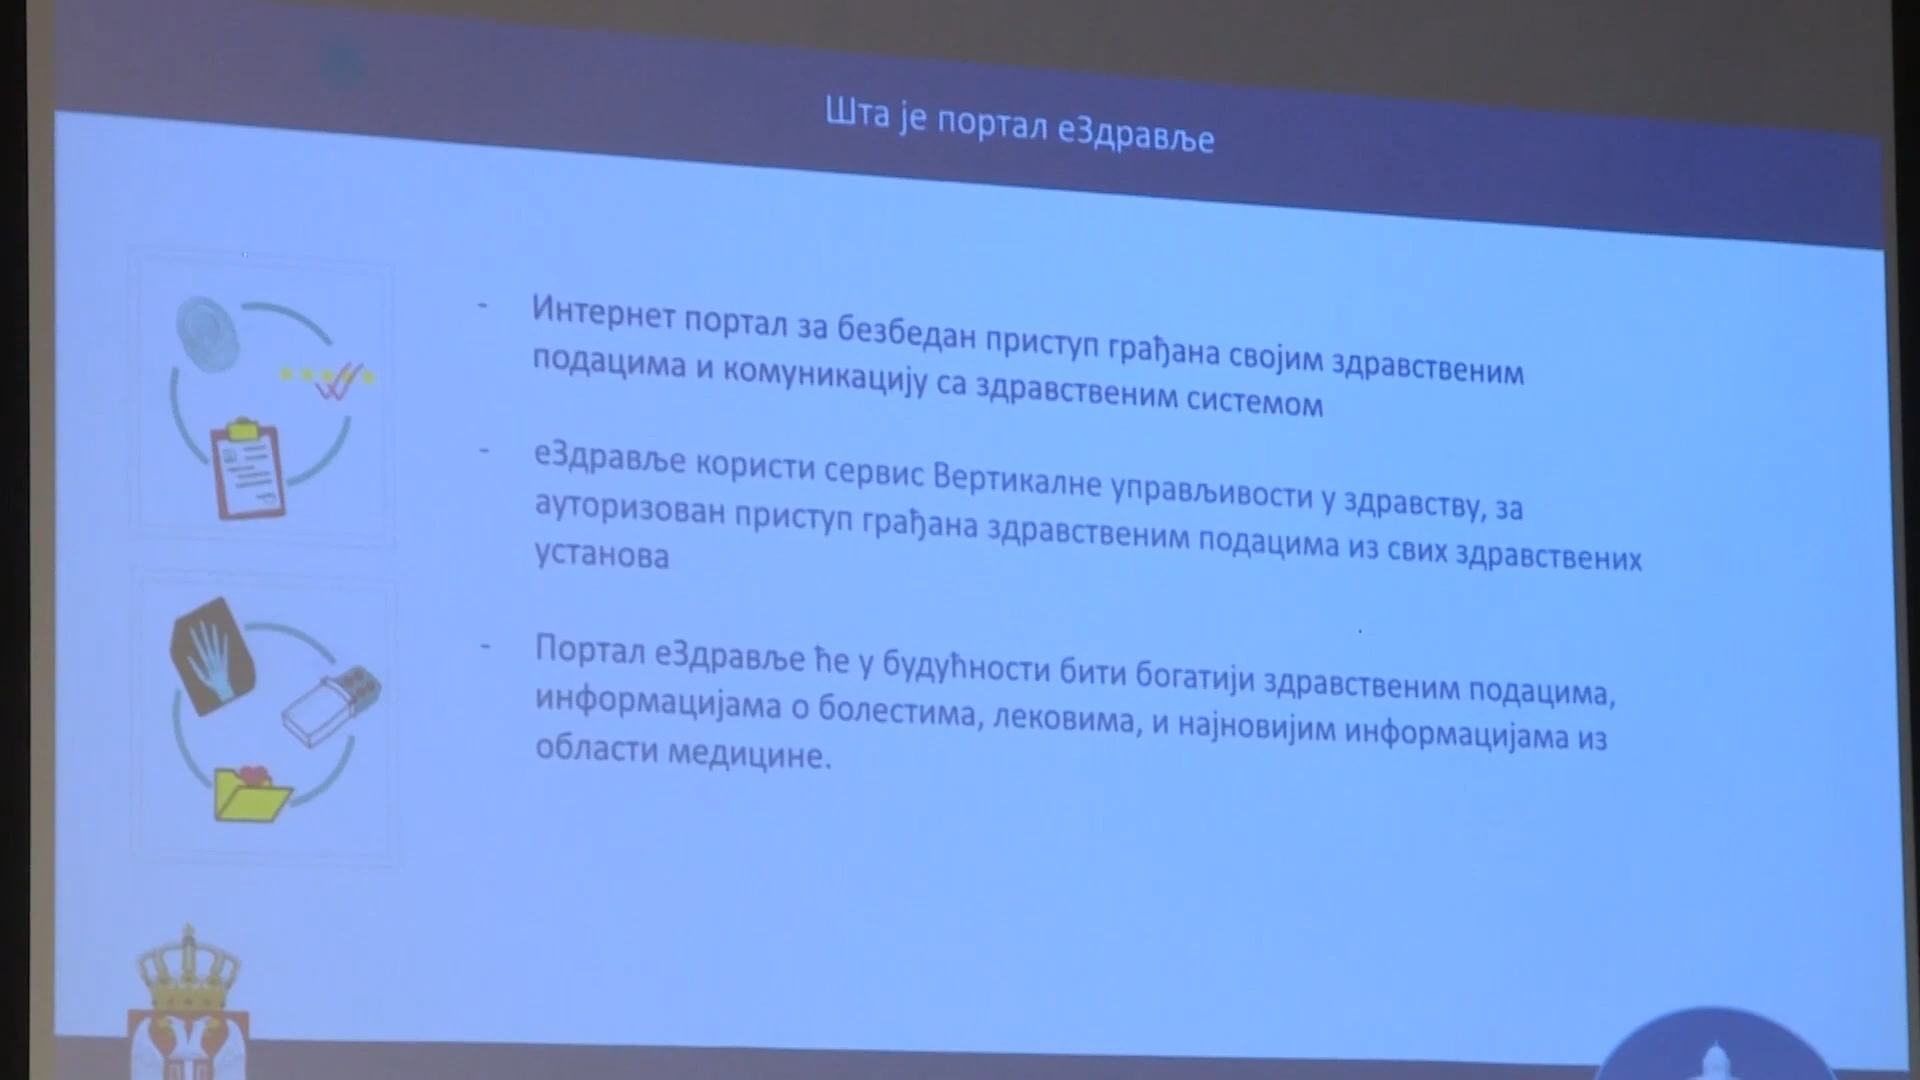 Шта је портал еЗдравље
- Интернет портал за безбедан приступ грађана својим здравственим
подацима и комуникацију са здравственим системом
- еЗдравље користи сервис Вертикалне управљивости у здравству, за
ауторизован приступ грађана здравственим подацима из свих здравствених
установа
- Портал еЗдравље ће у будућности бити богатији здравственим подацима,
информацијама о болестима, лековима, и најновијим информацијама из
области медицине.